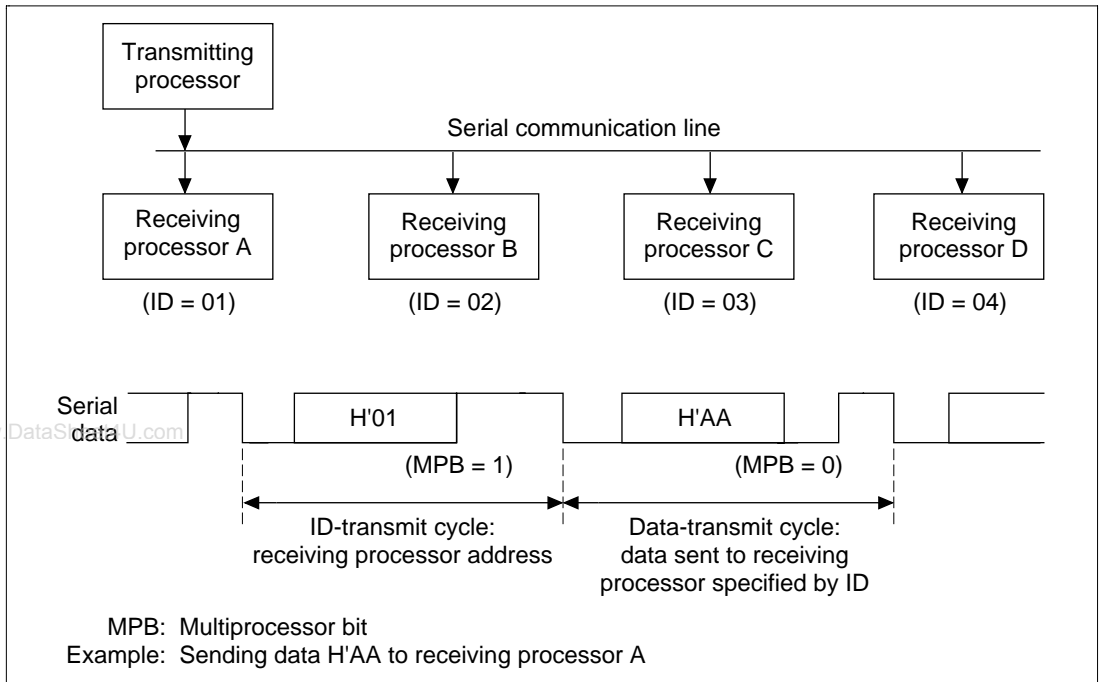 Transmitting
processor
Serial communication line
Receiving
processor A
Receiving
processor B
Receiving
processor C
Receiving
processor D
(ID = 01)
(ID = 02)
(ID = 03)
(ID = 04)
Serial
data
H'01
H'AA
.DataSheet4U.com
(MPB = 1)
(MPB = 0)
ID-transmit cycle:
receiving processor address
Data-transmit cycle:
data sent to receiving
processor specified by ID
MPB: Multiprocessor bit
Example: Sending data H'AA to receiving processor A